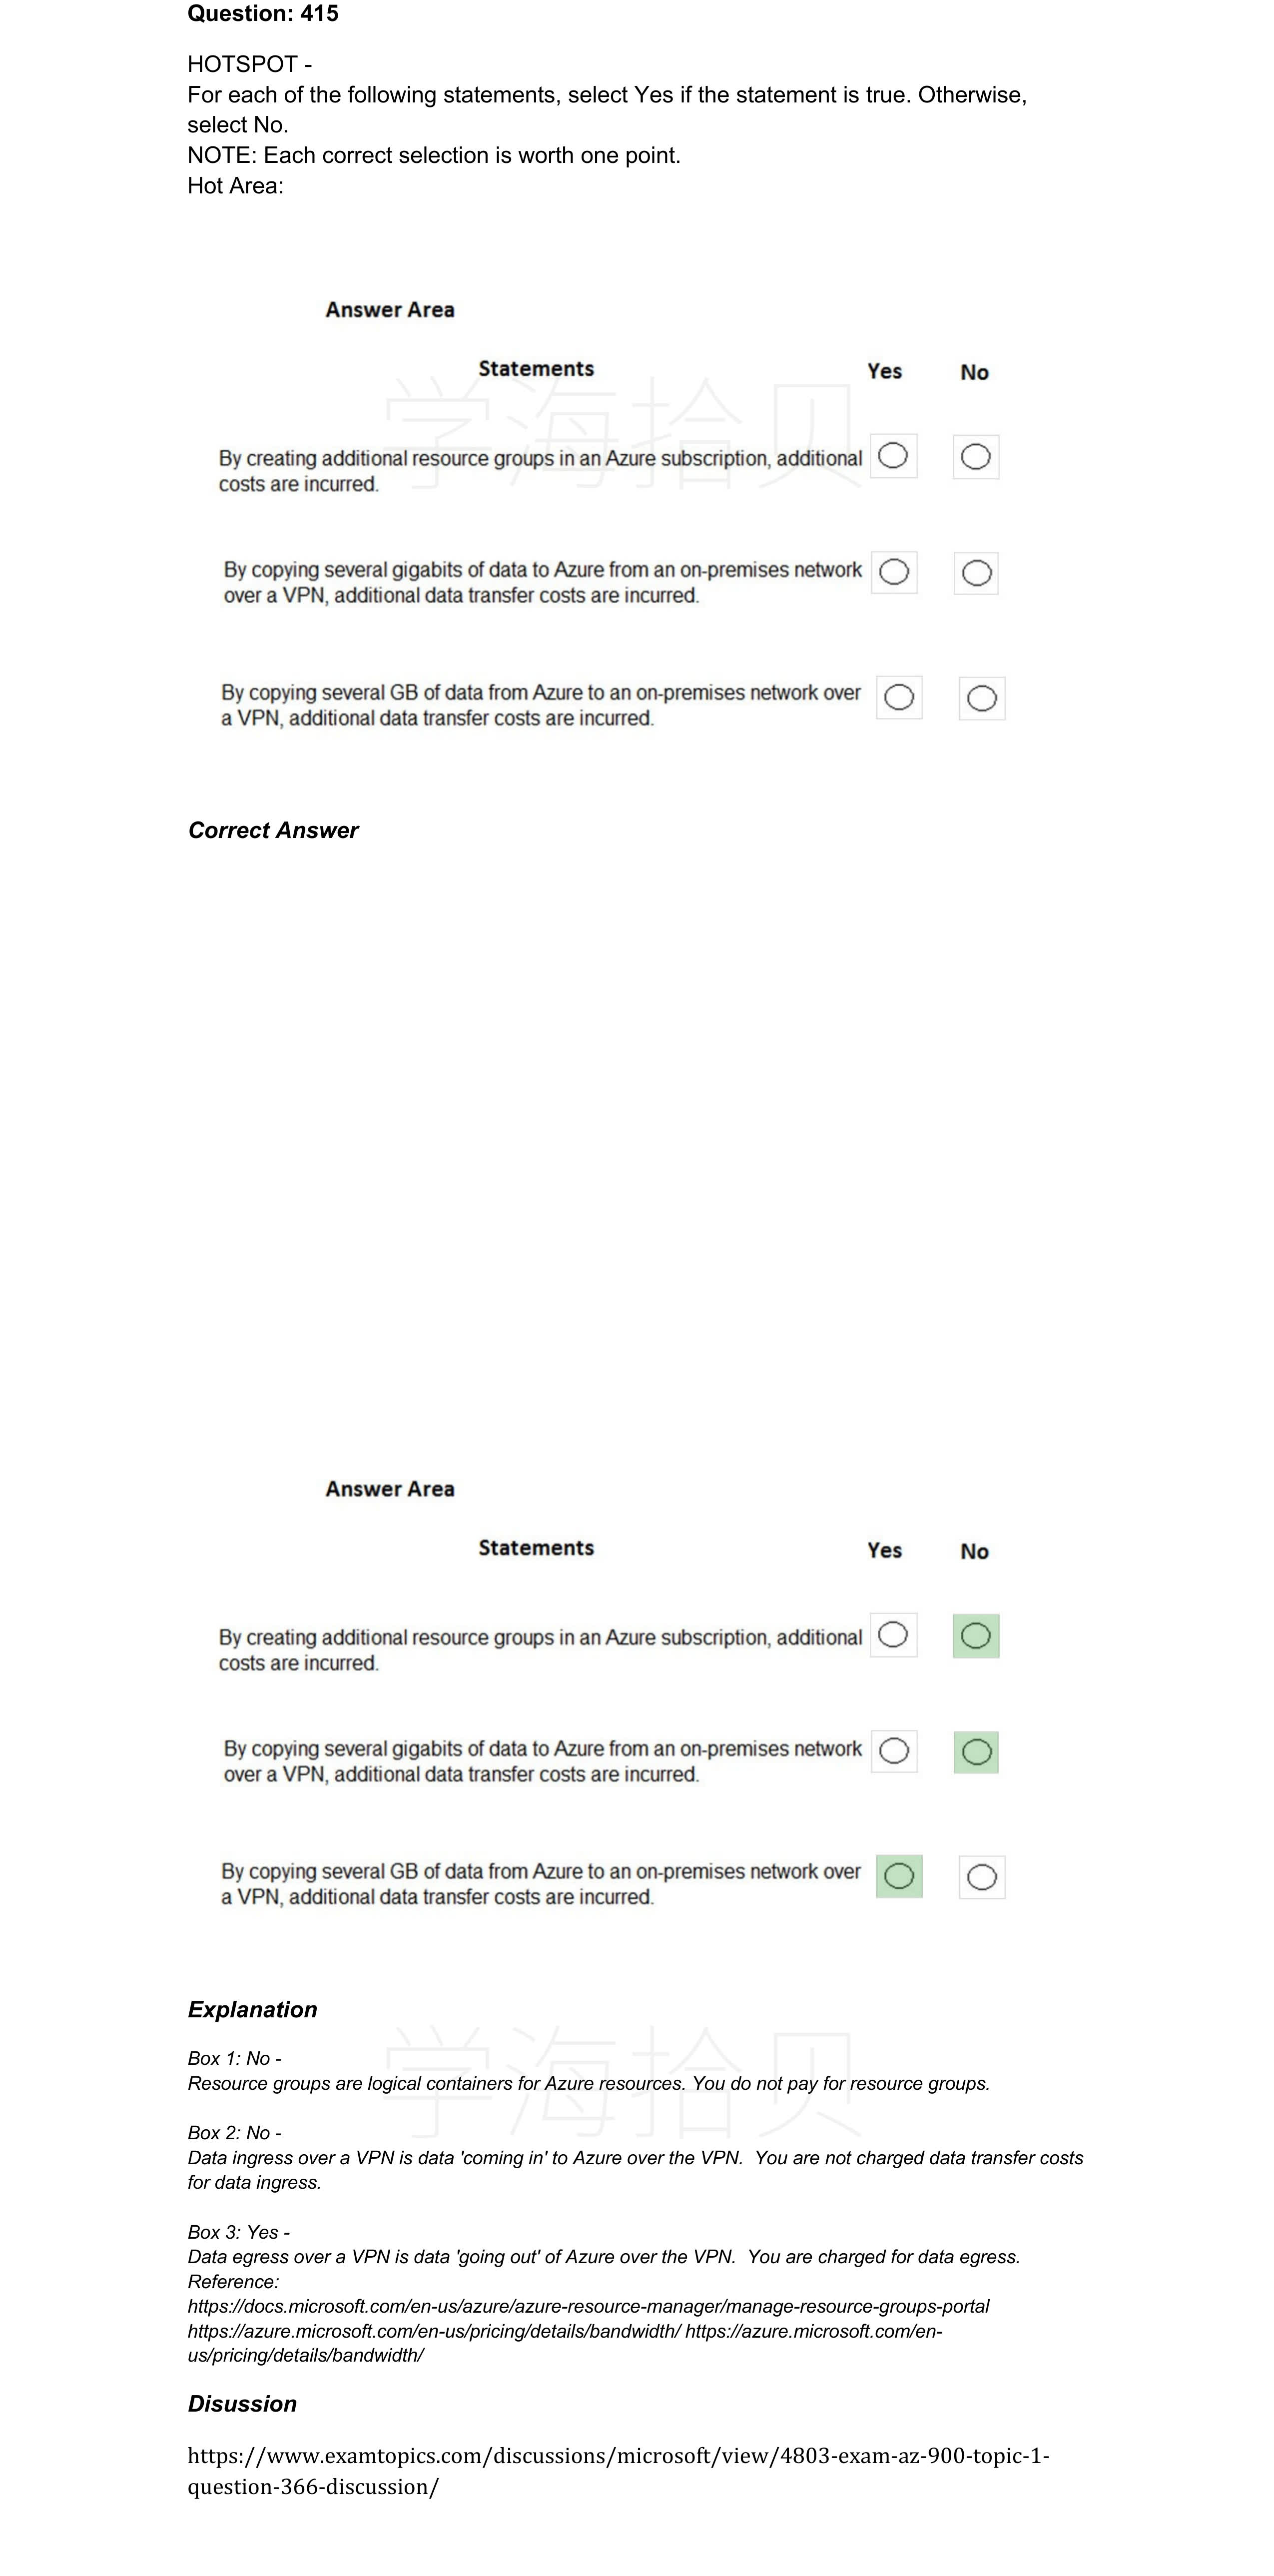 Question: 415
HOTSPOT -
For each of the following statements, select Yes if the statement is true. Otherwise,
select No.
NOTE: Each correct selection is worth one point.
Hot Area:
Answer Area
Statements Yes No
学海拾贝
By creating additional resource groups in an Azure subscription, additional
costs are incurred.
By copying several gigabits of data to Azure from an on-premises network
over a VPN, additional data transfer costs are incurred.
By copying several GB of data from Azure to an on-premises network over
a VPN, additional data transfer costs are incurred.
Correct Answer
Answer Area
Statements Yes No
By creating additional resource groups in an Azure subscription, additional
costs are incurred.
By copying several gigabits of data to Azure from an on-premises network
over a VPN, additional data transfer costs are incurred.
By copying several GB of data from Azure to an on-premises network over
a VPN, additional data transfer costs are incurred.
Explanation
学海拾贝
Box 1: No -
Resource groups are logical containers for Azure resources. You do not pay for resource groups.
Box 2: No -
Data ingress over a VPN is data 'coming in' to Azure over the VPN.  You are not charged data transfer costs
for data ingress.
Box 3: Yes -
Data egress over a VPN is data 'going out' of Azure over the VPN.  You are charged for data egress.
Reference:
https://docs.microsoft.com/en-us/azure/azure-resource-manager/manage-resource-groups-portal
https://azure.microsoft.com/en-us/pricing/details/bandwidth/ https://azure.microsoft.com/en-
us/pricing/details/bandwidth/
Disussion
https://www.examtopics.com/discussions/microsoft/view/4803-exam-az-900-topic-1-
question-366-discussion/